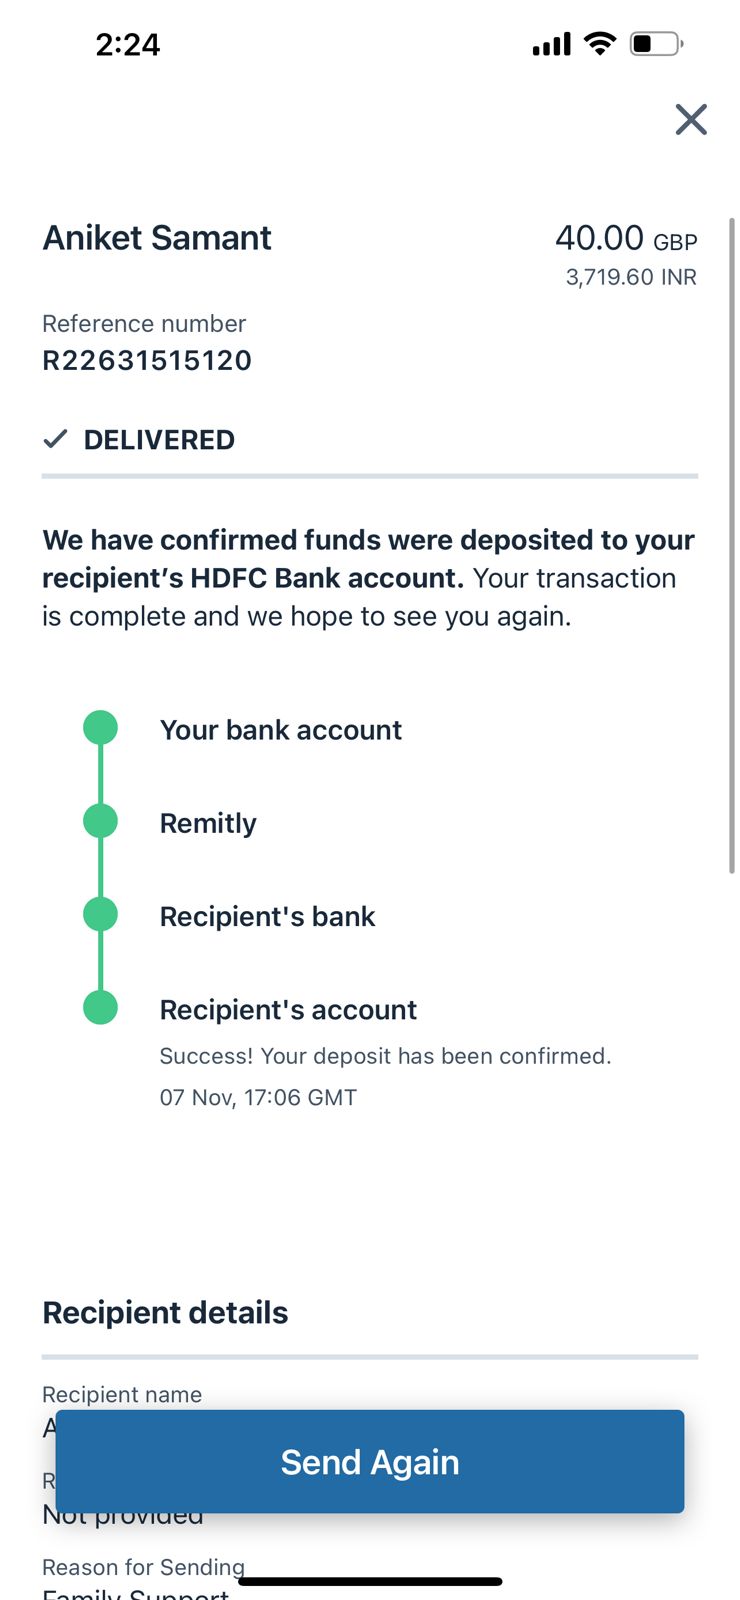 2:24
Aniket Samant
40.00 GBP
3,719.60 INR
Reference number
R22631515120
DELIVERED
We have confirmed funds were deposited to your
recipient’s HDFC Bank account. Your transaction
is complete and we hope to see you again.
Your bank account
Remitly
Recipient's bank
Recipient's account
Success! Your deposit has been confirmed.
07 Nov, 17:06 GMT
Recipient details
Recipient name
Send Again
Not provided
Reason for Sending
Family Support